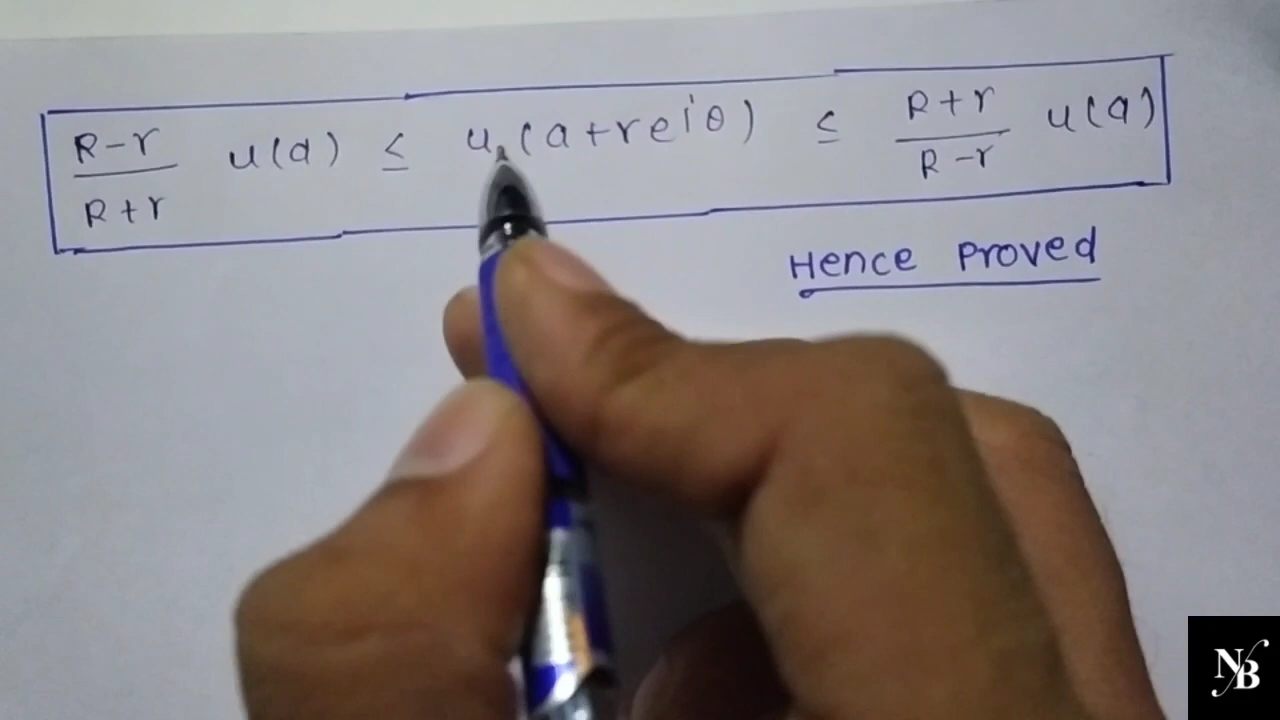 R-r/R+r u(a) ≤ u(a+reiθ) ≤ R+r/R-r u(a)
Hence Proved
NB